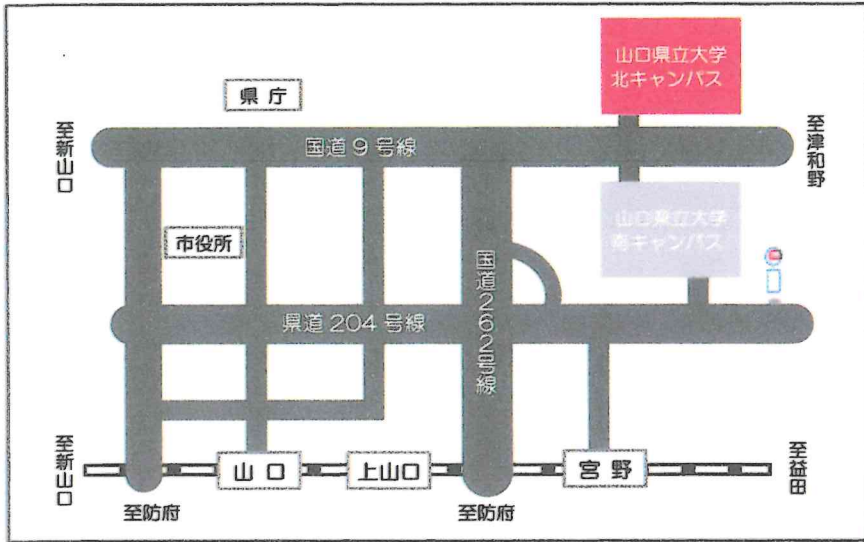 山口県立大学
北キャンパス
県庁
至新山口
国道9号線
至津和野
山口県立大学
南キャンパス
市役所
国道262号線
県道204号線
至新山口
山口
上山口
宮野
至益田
至防府
至防府